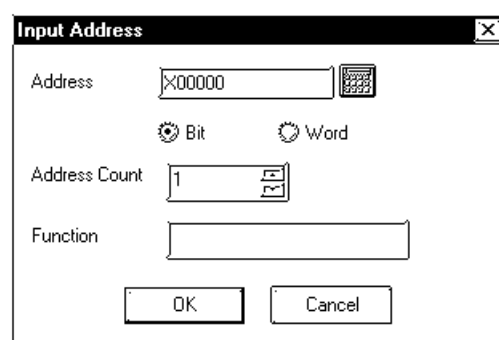 Input Address
Address X00000
Bit Word
Address Count 1
Function
OK Cancel